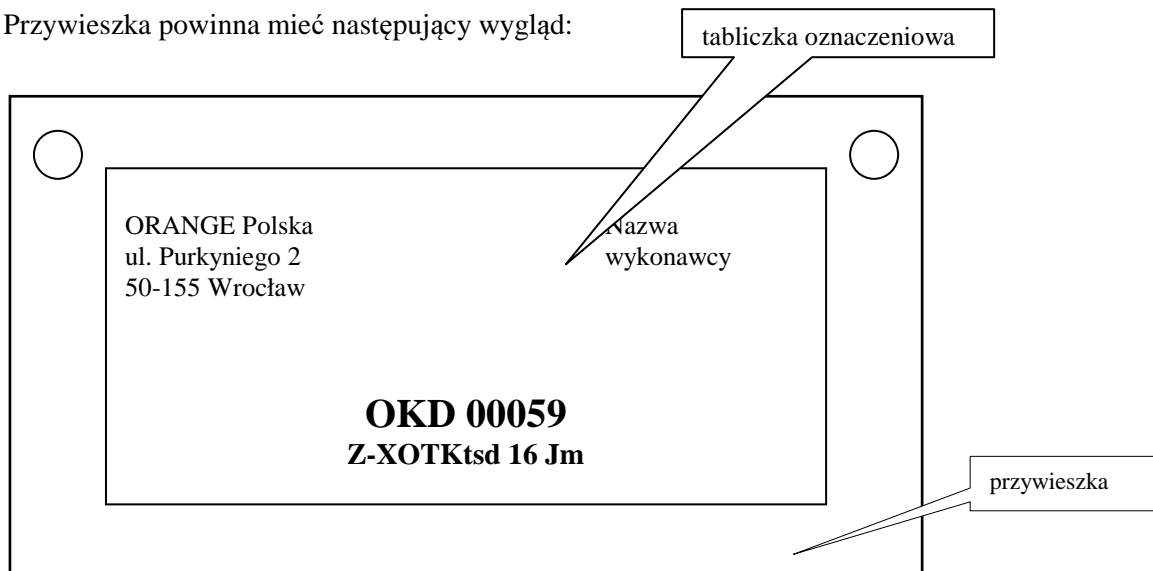 Przywieszka powinna mieć następujący wygląd:
tabliczka oznaczeniowa
ORANGE Polska
ul. Purkyniego 2
50-155 Wrocław
Nazwa
wykonawcy
OKD 00059
Z-XOTKtsd 16 Jm
przywieszka